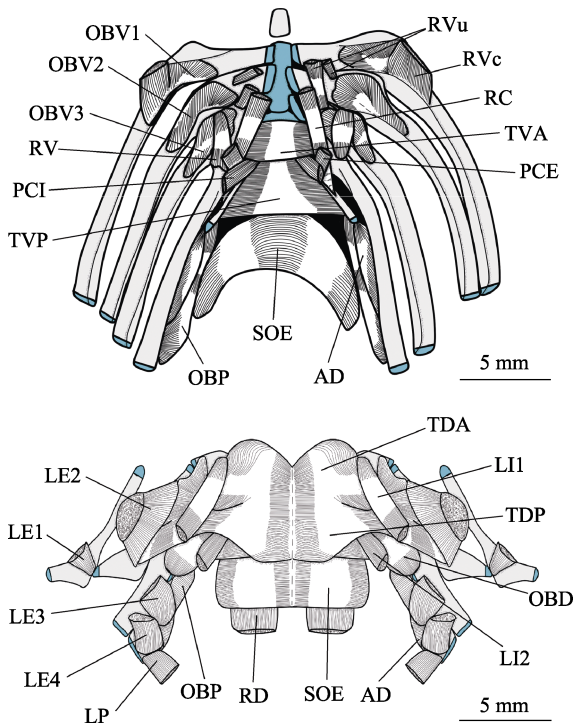 OBV1
OBV2
OBV3
RV
PCI
TVP
RVu
RVc
RC
TVA
PCE
SOE
OBP
AD
5 mm
LE2
LE1
LE3
LE4
LP
OBP
RD
SOE
AD
TDA
LI1
TDP
OBD
LI2
5 mm